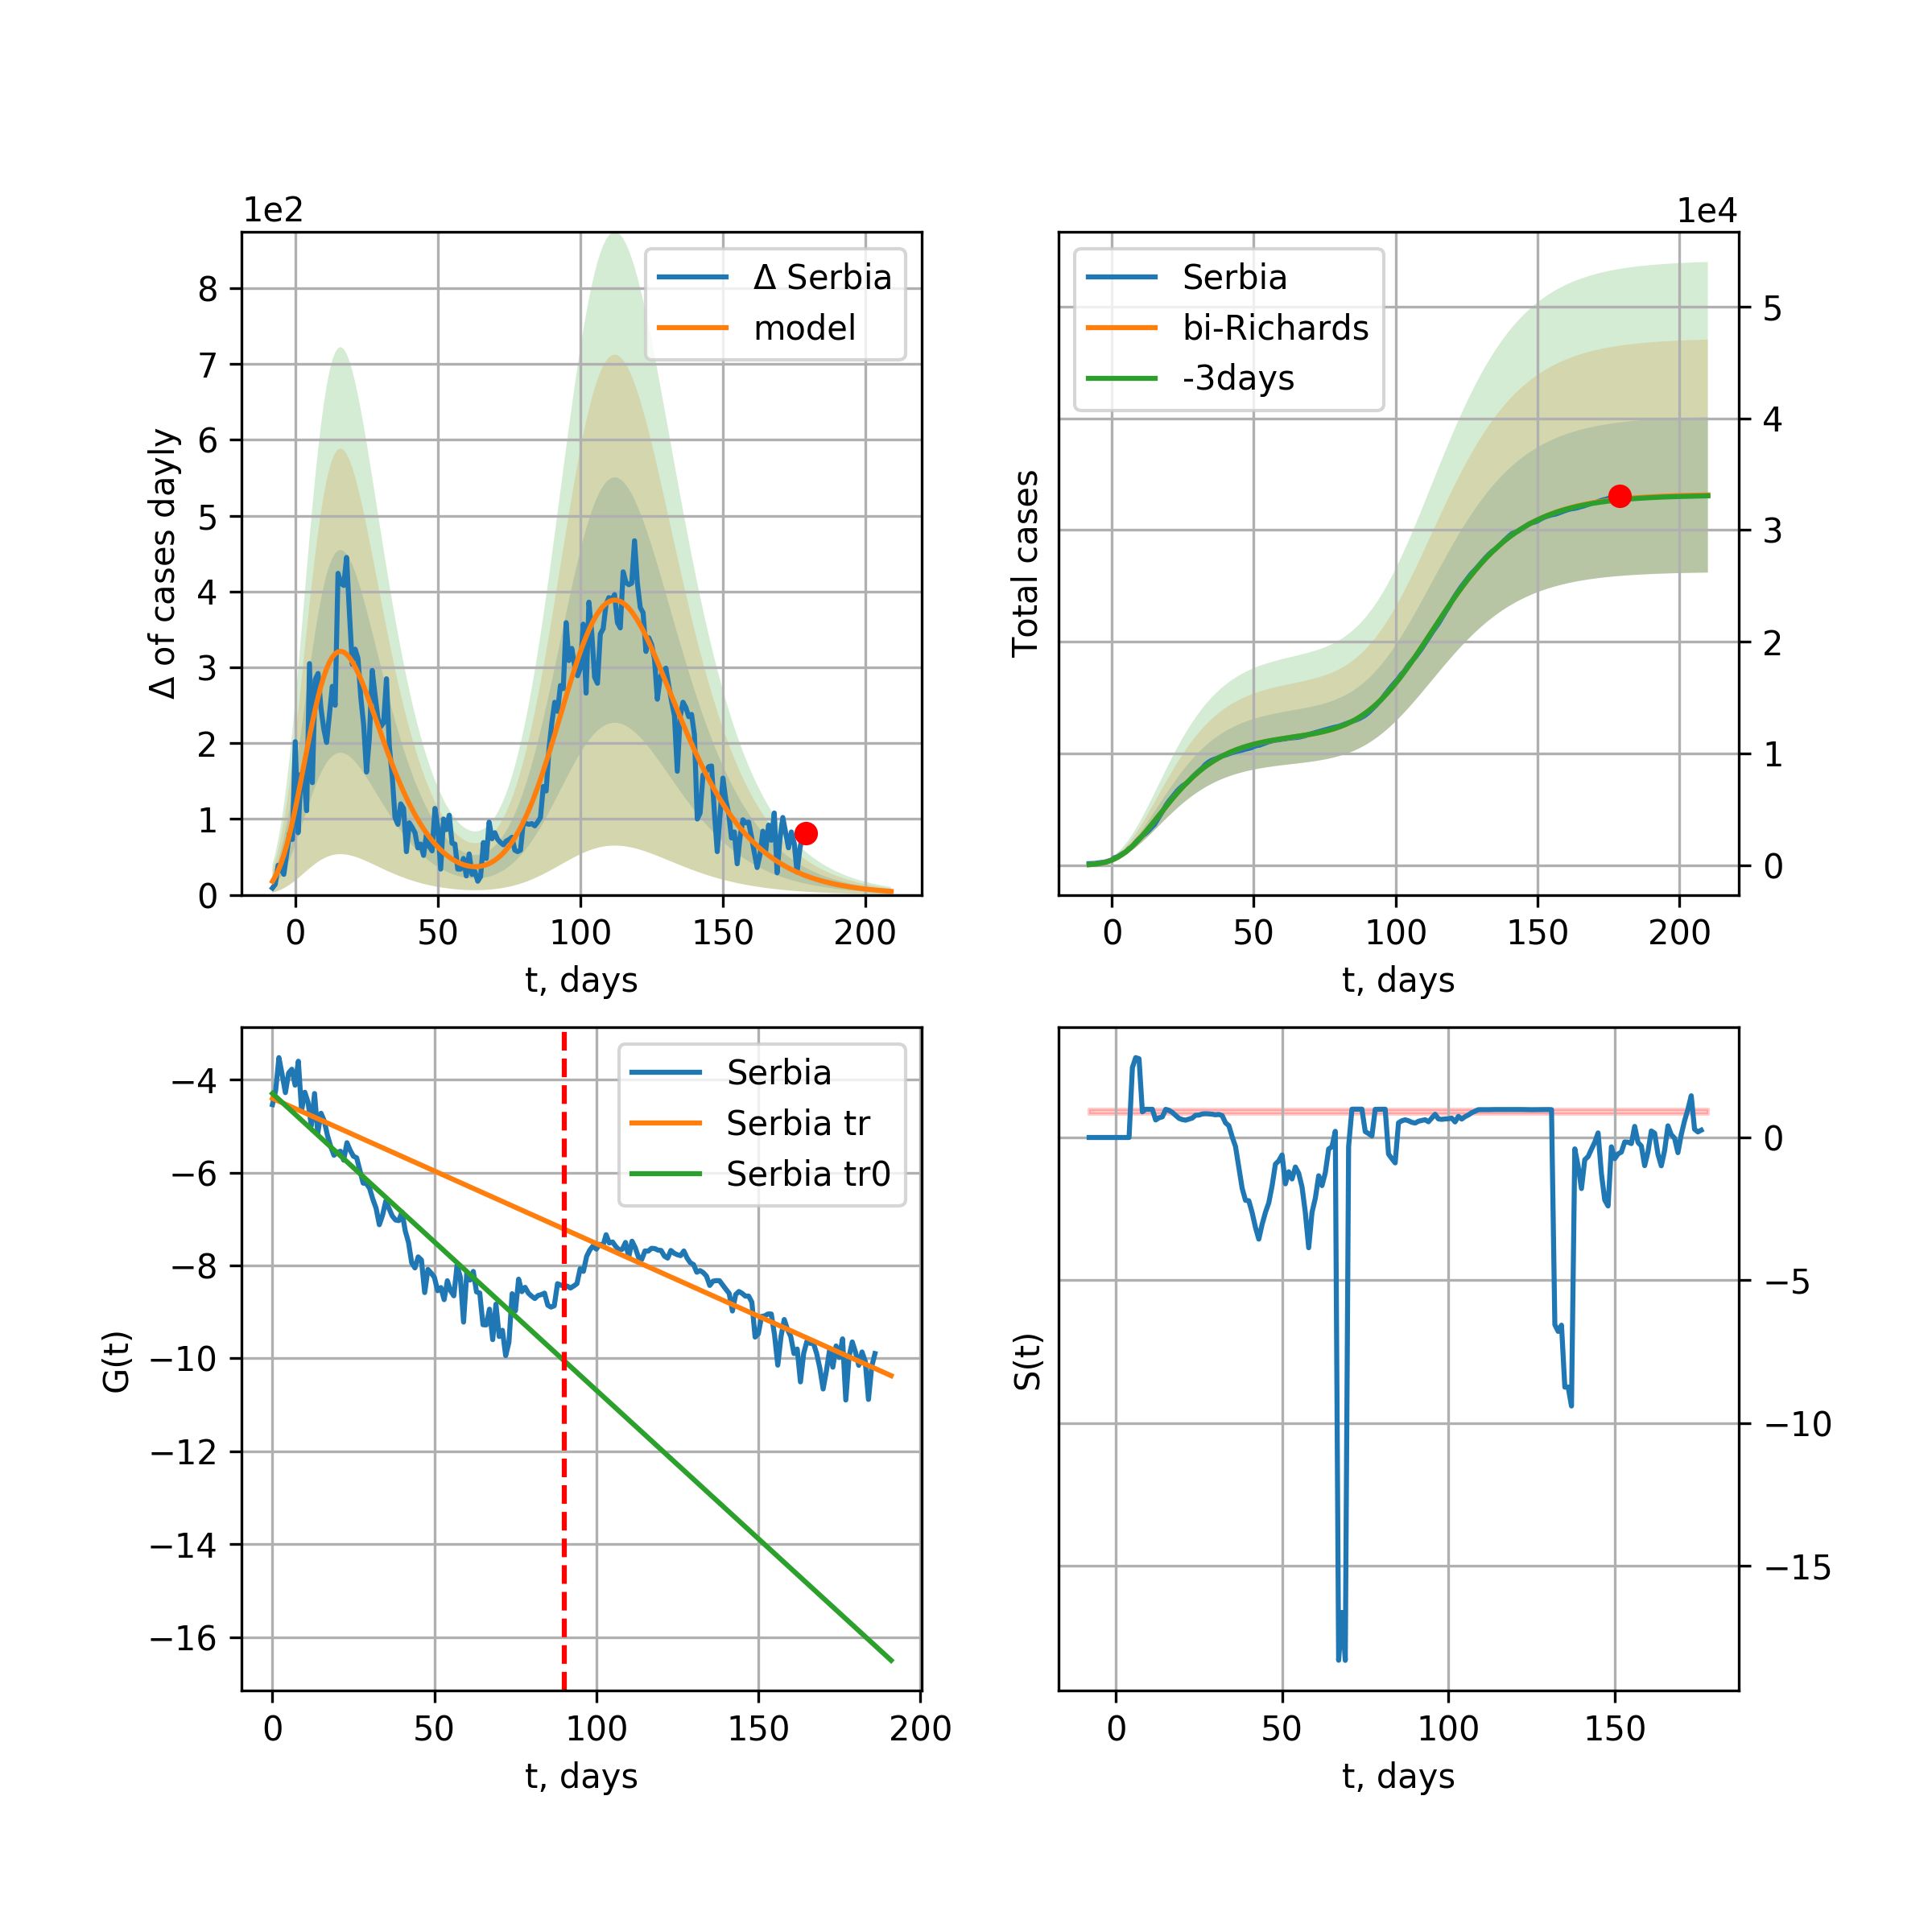 1e2
Δ of cases dayly
8
7
6
5
4
3
2
1
0
0 50 100 150 200
t, days
Δ Serbia
model
1e4
Total cases
5
4
3
2
1
0
0 50 100 150 200
t, days
Serbia
bi-Richards
-3days
G(t)
−4
−6
−8
−10
−12
−14
−16
0 50 100 150 200
t, days
Serbia
Serbia tr
Serbia tr0
S(t)
0
−5
−10
−15
0 50 100 150
t, days